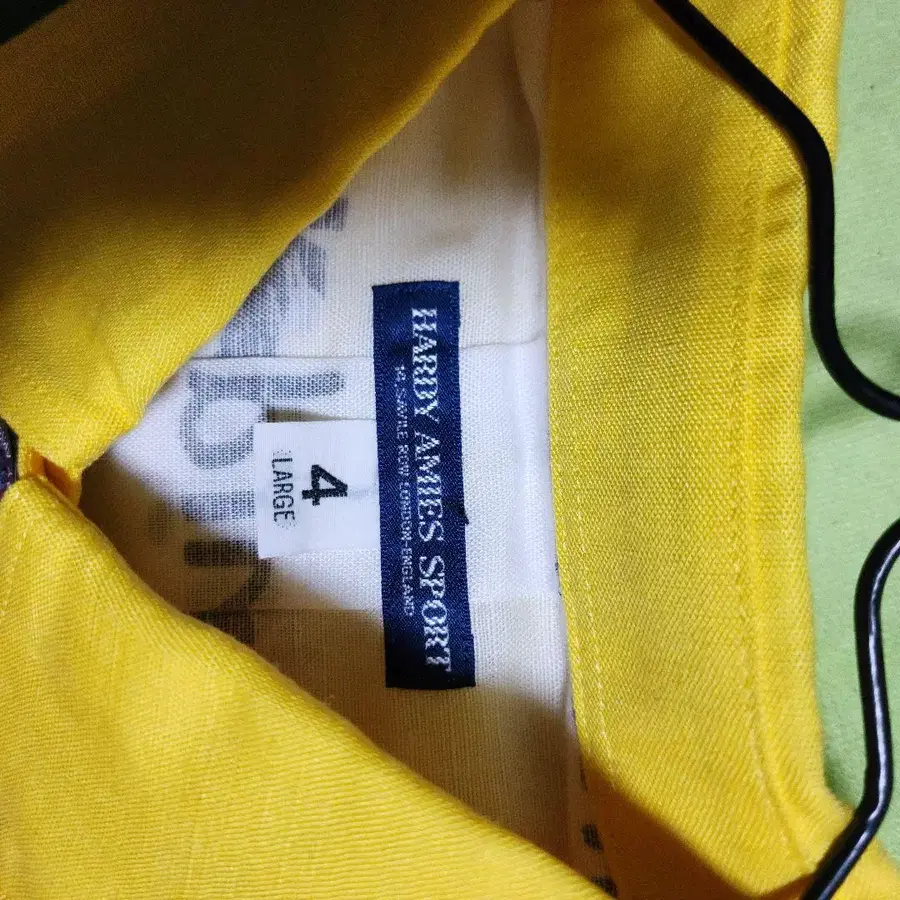 HARDY AMIES SPORT
14 SAVILE ROW LONDON-ENGLAND
4
LARGE